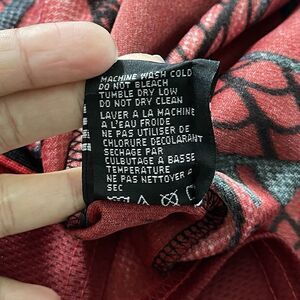 MACHINE WASH COLD
DO NOT BLEACH
TUMBLE DRY LOW
DO NOT DRY CLEAN
LAVER A LA MACHINE
A L'EAU FROIDE
NE PAS UTILISER DE
CHLORURE DECOLORANT
SECHAGE PAR
CULBUTAGE A BASSE
TEMPERATURE
NE PAS NETTOYER A
SEC